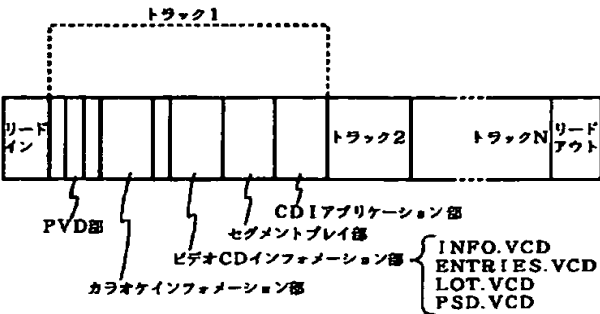 トラック1
リード
イン
トラック2
トラックN
リード
アウト
PVD部
CDIアプリケーション部
セグメントプレイ部
ビデオCDインフォメーション部
カラオケインフォメーション部
INFO.VCD
ENTRIES.VCD
LOT.VCD
PSD.VCD